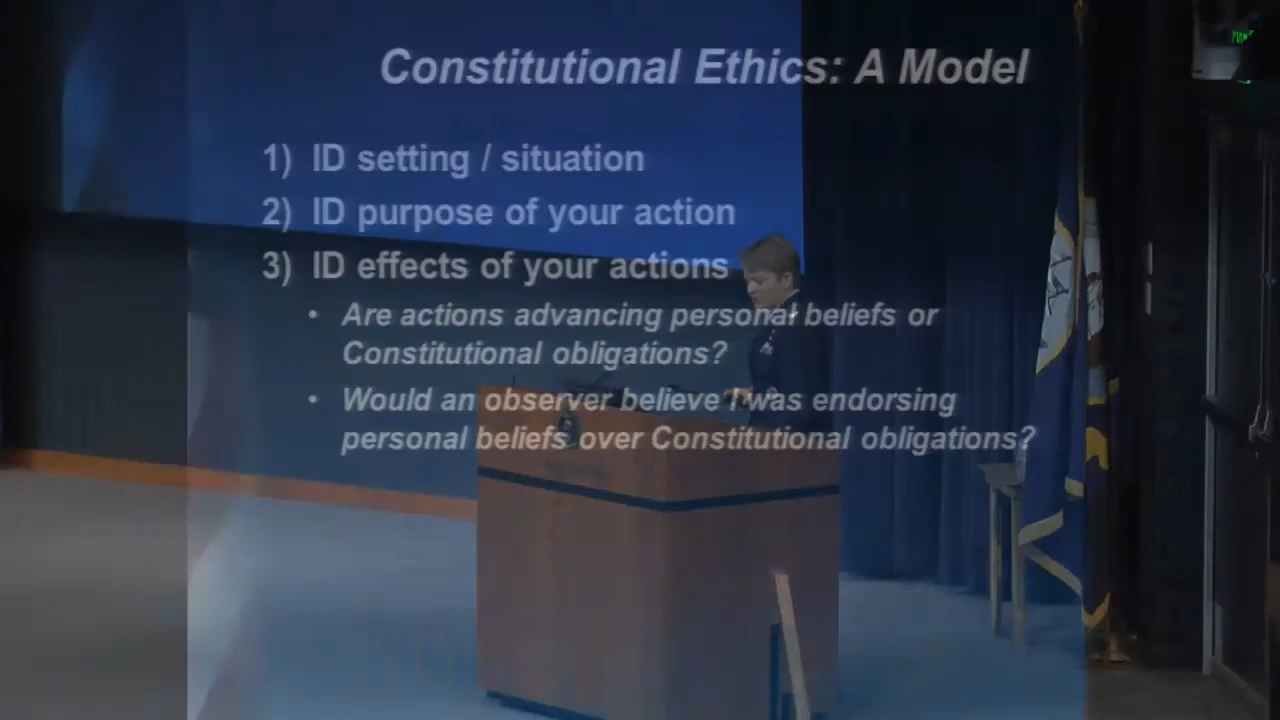 Constitutional Ethics: A Model
1) ID setting / situation
2) ID purpose of your action
3) ID effects of your actions
• Are actions advancing personal beliefs or
Constitutional obligations?
• Would an observer believe I was endorsing
personal beliefs over Constitutional obligations?